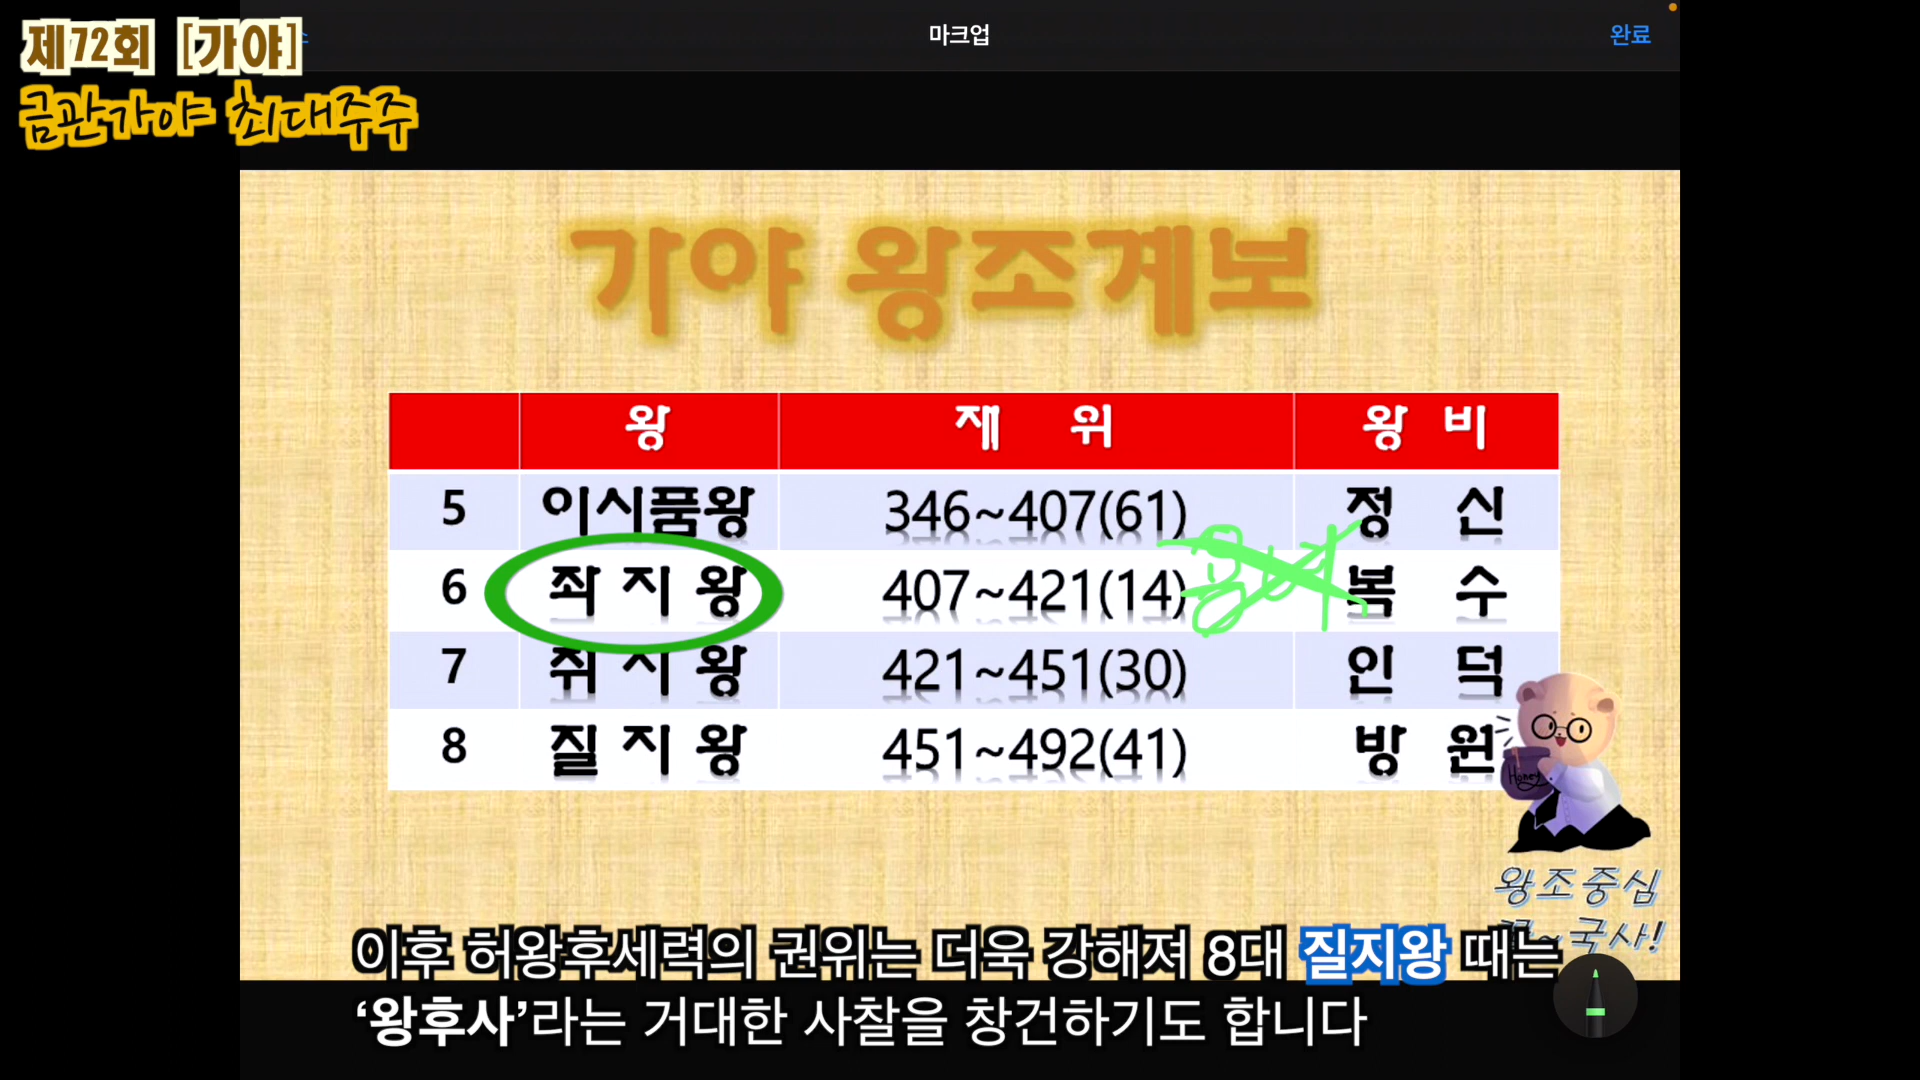 제72회 [가야]
금관가야 최대주주
마크업
완료
가야 왕조계보
왕 재 위 왕 비
5 이시품왕 346~407(61) 정 신
6 좌 지 왕 407~421(14) 복 수
7 취 지 왕 421~451(30) 인 덕
8 질 지 왕 451~492(41) 방 원
Honey
왕조중심
국사!
이후 허왕후세력의 권위는 더욱 강해져 8대 질지왕 때는
‘왕후사’라는 거대한 사찰을 창건하기도 합니다